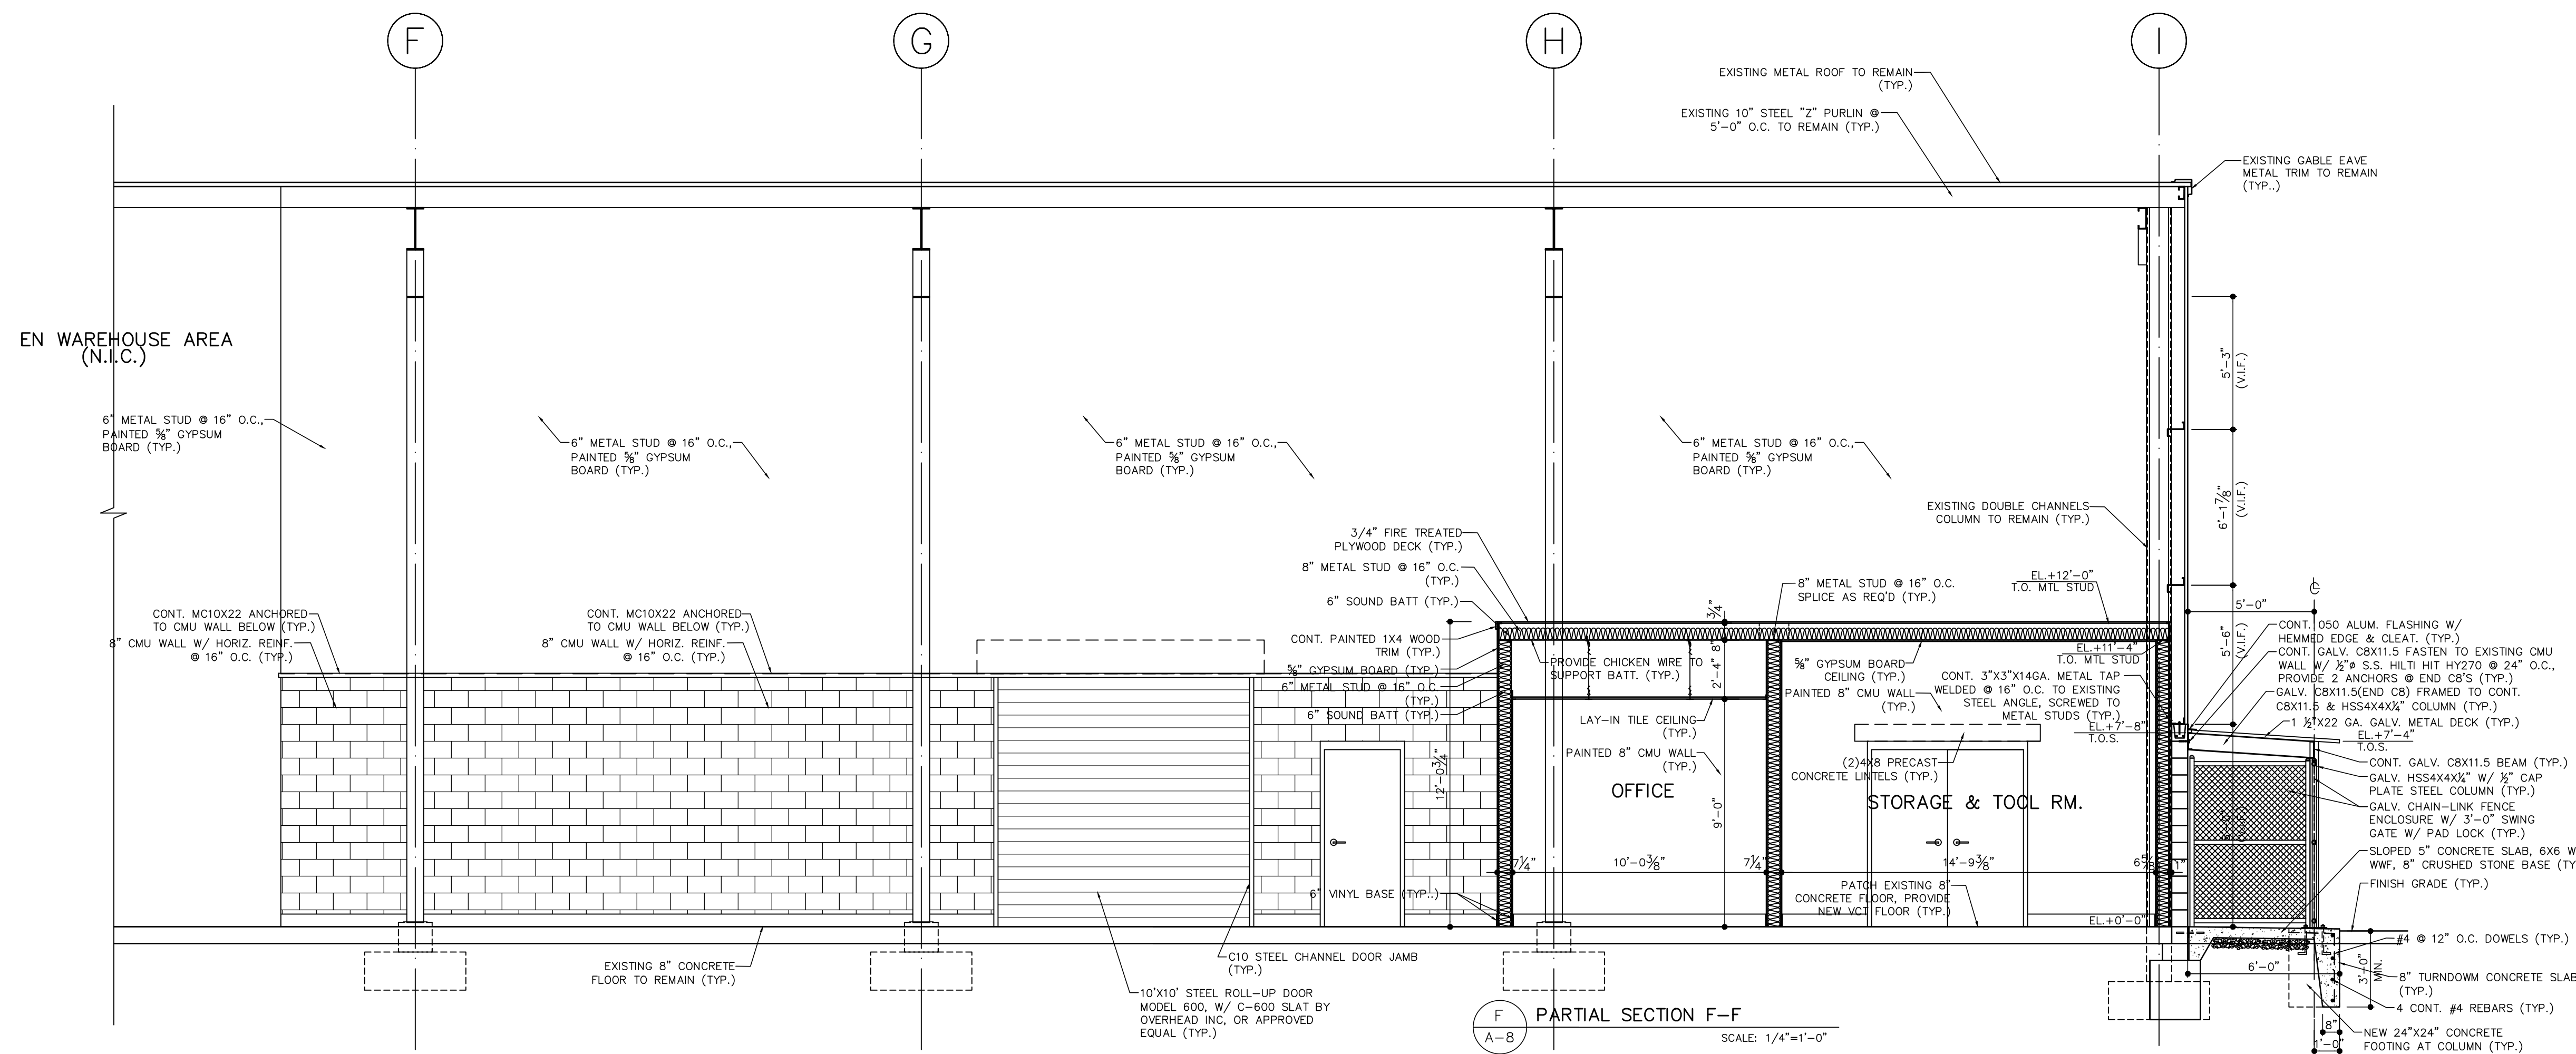 F
G
H
I
EXISTING METAL ROOF TO REMAIN
(TYP.)
EXISTING 10" STEEL "Z" PURLIN @
5'-0" O.C. TO REMAIN (TYP.)
EXISTING GABLE EAVE
METAL TRIM TO REMAIN
(TYP..)
EN WAREHOUSE AREA
(N.I.C.)
6" METAL STUD @ 16" O.C.,
PAINTED ⅝" GYPSUM
BOARD (TYP.)
6" METAL STUD @ 16" O.C.,
PAINTED ⅝" GYPSUM
BOARD (TYP.)
6" METAL STUD @ 16" O.C.,
PAINTED ⅝" GYPSUM
BOARD (TYP.)
6" METAL STUD @ 16" O.C.,
PAINTED ⅝" GYPSUM
BOARD (TYP.)
5'-3"
(V.I.F.)
6'-1⅞"
(V.I.F.)
5'-6"
(V.I.F.)
EXISTING DOUBLE CHANNELS
COLUMN TO REMAIN (TYP.)
3/4" FIRE TREATED
PLYWOOD DECK (TYP.)
8" METAL STUD @ 16" O.C.
(TYP.)
6" SOUND BATT (TYP.)
CONT. PAINTED 1X4 WOOD
TRIM (TYP.)
⅝" GYPSUM BOARD (TYP.)
6" METAL STUD @ 16" O.C.
(TYP.)
6" SOUND BATT (TYP.)
8" METAL STUD @ 16" O.C.
SPLICE AS REQ'D (TYP.)
EL.+12'-0"
T.O. MTL STUD
5'-0"
CONT. MC10X22 ANCHORED
TO CMU WALL BELOW (TYP.)
8" CMU WALL W/ HORIZ. REINF.
@ 16" O.C. (TYP.)
CONT. MC10X22 ANCHORED
TO CMU WALL BELOW (TYP.)
8" CMU WALL W/ HORIZ. REINF.
@ 16" O.C. (TYP.)
¾"
8"
2'-4"
9'-0"
12'-0¾"
PROVIDE CHICKEN WIRE TO
SUPPORT BATT. (TYP.)
⅝" GYPSUM BOARD
CEILING (TYP.)
PAINTED 8" CMU WALL
(TYP.)
EL.+11'-4"
T.O. MTL STUD
CONT. 3"X3"X14GA. METAL TAP
WELDED @ 16" O.C. TO EXISTING
STEEL ANGLE, SCREWED TO
METAL STUDS (TYP.)
EL.+7'-8"
T.O.S.
LAY-IN TILE CEILING
(TYP.)
PAINTED 8" CMU WALL
(TYP.)
(2)4X8 PRECAST
CONCRETE LINTELS (TYP.)
OFFICE
STORAGE & TOOL RM.
CONT. .050 ALUM. FLASHING W/
HEMMED EDGE & CLEAT. (TYP.)
CONT. GALV. C8X11.5 FASTEN TO EXISTING CMU
WALL W/ ½"ø S.S. HILTI HIT HY270 @ 24" O.C.,
PROVIDE 2 ANCHORS @ END C8'S (TYP.)
GALV. C8X11.5(END C8) FRAMED TO CONT.
C8X11.5 & HSS4X4X¼" COLUMN (TYP.)
1 ½"X22 GA. GALV. METAL DECK (TYP.)
EL.+7'-4"
T.O.S.
CONT. GALV. C8X11.5 BEAM (TYP.)
GALV. HSS4X4X¼" W/ ½" CAP
PLATE STEEL COLUMN (TYP.)
GALV. CHAIN-LINK FENCE
ENCLOSURE W/ 3'-0" SWING
GATE W/ PAD LOCK (TYP.)
SLOPED 5" CONCRETE SLAB, 6X6 W
WWF, 8" CRUSHED STONE BASE (TY
FINISH GRADE (TYP.)
7¼"
10'-0⅜"
7¼"
14'-9⅜"
6⅝"
1"
6" VINYL BASE (TYP..)
PATCH EXISTING 8"
CONCRETE FLOOR, PROVIDE
NEW VCT FLOOR (TYP.)
EL.+0'-0"
#4 @ 12" O.C. DOWELS (TYP.)
6'-0"
3'-0"
MIN.
8" TURNDOWM CONCRETE SLAB
(TYP.)
4 CONT. #4 REBARS (TYP.)
8"
1'-0"
NEW 24"X24" CONCRETE
FOOTING AT COLUMN (TYP.)
EXISTING 8" CONCRETE
FLOOR TO REMAIN (TYP.)
C10 STEEL CHANNEL DOOR JAMB
(TYP.)
10'X10' STEEL ROLL-UP DOOR
MODEL 600, W/ C-600 SLAT BY
OVERHEAD INC, OR APPROVED
EQUAL (TYP.)
F
A-8
PARTIAL SECTION F-F
SCALE: 1/4"=1'-0"